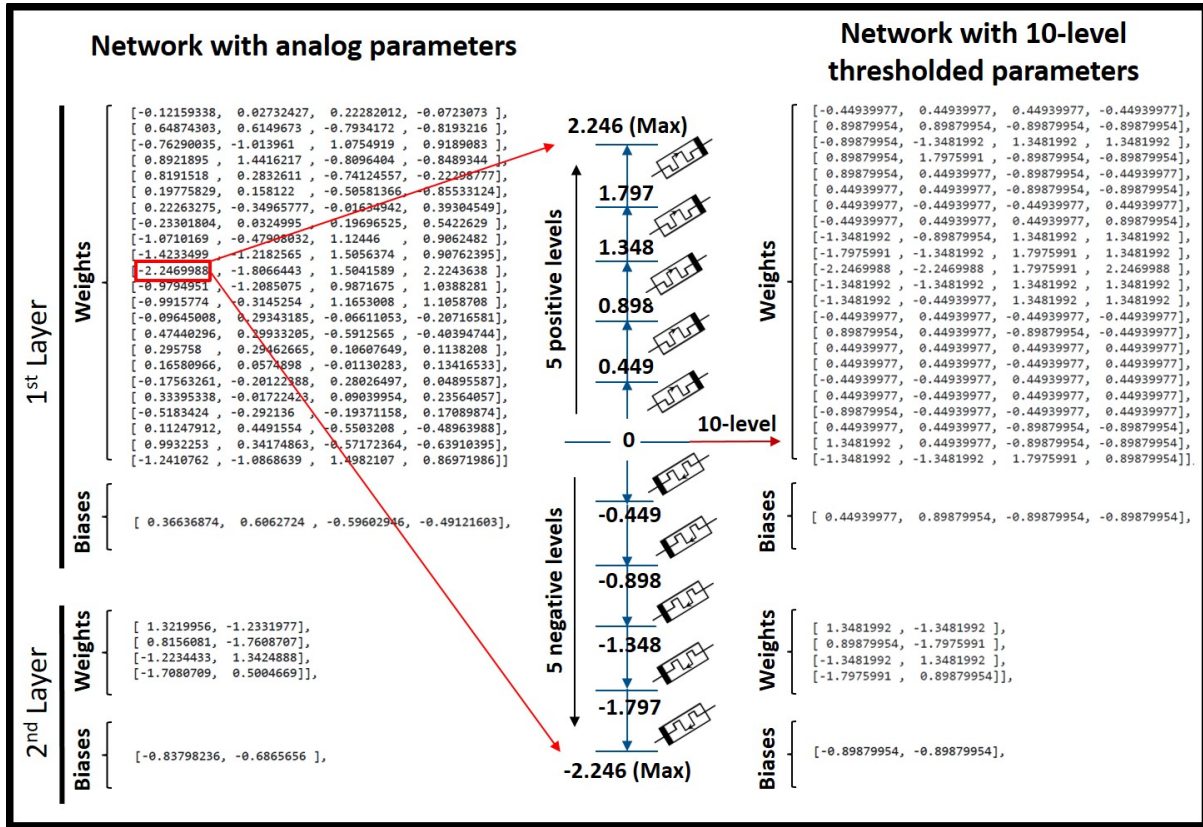 Network with analog parameters
1st Layer
Weights
[-0.12159338, 0.02732427, 0.22282012, -0.0723073 ],
[ 0.64874303, 0.6149673 , -0.7934172 , -0.8193216 ],
[-0.76290035, -1.013961 , 1.0754919 , 0.9189083 ],
[ 0.8921895 , 1.4416217 , -0.8096404 , -0.8489344 ],
[ 0.8191518 , 0.2832611 , -0.74124557, -0.22298777],
[ 0.19775829, 0.158122 , -0.50581366, -0.85533124],
[ 0.22263275, -0.34965777, -0.01634942, 0.39304549],
[-0.23301804, 0.0324995 , 0.19696525, 0.5422629 ],
[-1.0710169 , -0.47908032, 1.12446 , 0.9062482 ],
[-1.4233499 , -1.2182565 , 1.5056374 , 0.90762395],
[-2.2469988 , -1.8066443 , 1.5041589 , 2.2243638 ],
[-0.9794951 , -1.2085075 , 0.9871675 , 1.0388281 ],
[-0.9915774 , -0.3145254 , 1.1653008 , 1.1058708 ],
[-0.09645008, 0.29343185, -0.06611053, -0.20716581],
[ 0.47440296, 0.29933205, -0.5912565 , -0.40394744],
[ 0.295758 , 0.29462665, 0.10607649, 0.1138208 ],
[ 0.16580966, 0.0574898 , -0.01130283, 0.13416533],
[-0.17563261, -0.20122388, 0.28026497, 0.04895587],
[ 0.33395338, -0.01722423, 0.09039954, 0.23564057],
[-0.5183424 , -0.292136 , -0.19371158, 0.17089874],
[ 0.11247912, 0.4491554 , -0.5503208 , -0.48963988],
[ 0.9932253 , 0.34174863, -0.57172364, -0.63910395],
[-1.2410762 , -1.0868639 , 1.4982107 , 0.86971986]]
Biases
[ 0.36636874, 0.6062724 , -0.59602946, -0.49121603],
2nd Layer
Weights
[ 1.3219956, -1.2331977],
[ 0.8156081, -1.7608707],
[-1.2234433, 1.3424888],
[-1.7080709, 0.5004669]],
Biases
[-0.83798236, -0.6865656 ],
2.246 (Max)
1.797
1.348
0.898
0.449
5 positive levels
0
10-level
5 negative levels
-0.449
-0.898
-1.348
-1.797
-2.246 (Max)
Network with 10-level
thresholded parameters
Weights
[-0.44939977, 0.44939977, 0.44939977, -0.44939977],
[ 0.89879954, 0.89879954, -0.89879954, -0.89879954],
[-0.89879954, -1.3481992 , 1.3481992 , 1.3481992 ],
[ 0.89879954, 1.7975991 , -0.89879954, -0.89879954],
[ 0.89879954, 0.44939977, -0.89879954, -0.44939977],
[ 0.44939977, 0.44939977, -0.89879954, -0.89879954],
[ 0.44939977, -0.44939977, -0.44939977, 0.44939977],
[-0.44939977, 0.44939977, 0.44939977, 0.89879954],
[-1.3481992 , -0.89879954, 1.3481992 , 1.3481992 ],
[-1.7975991 , -1.3481992 , 1.7975991 , 1.3481992 ],
[-2.2469988 , -2.2469988 , 1.7975991 , 2.2469988 ],
[-1.3481992 , -1.3481992 , 1.3481992 , 1.3481992 ],
[-1.3481992 , -0.44939977, 1.3481992 , 1.3481992 ],
[-0.44939977, 0.44939977, -0.44939977, -0.44939977],
[ 0.89879954, 0.44939977, -0.89879954, -0.44939977],
[ 0.44939977, 0.44939977, 0.44939977, 0.44939977],
[ 0.44939977, 0.44939977, -0.44939977, 0.44939977],
[-0.44939977, -0.44939977, 0.44939977, 0.44939977],
[ 0.44939977, -0.44939977, 0.44939977, 0.44939977],
[-0.89879954, -0.44939977, -0.44939977, 0.44939977],
[ 0.44939977, 0.44939977, -0.89879954, -0.89879954],
[ 1.3481992 , 0.44939977, -0.89879954, -0.89879954],
[-1.3481992 , -1.3481992 , 1.7975991 , 0.89879954]],
Biases
[ 0.44939977, 0.89879954, -0.89879954, -0.89879954],
Weights
[ 1.3481992 , -1.3481992 ],
[ 0.89879954, -1.7975991 ],
[-1.3481992 , 1.3481992 ],
[-1.7975991 , 0.89879954]],
Biases
[-0.89879954, -0.89879954],